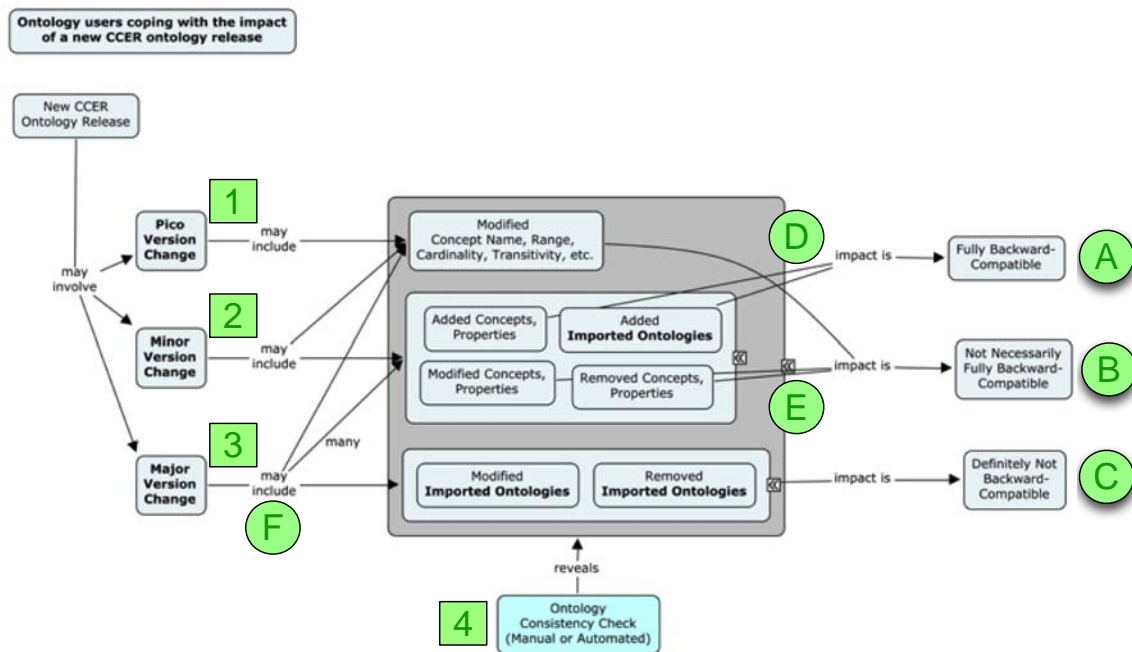 Ontology users coping with the impact
of a new CCER ontology release
New CCER
Ontology Release
may
involve
1
Pico
Version
Change
may
include
2
Minor
Version
Change
may
include
3
Major
Version
Change
may
include
many
F
Modified
Concept Name, Range,
Cardinality, Transitivity, etc.
Added Concepts,
Properties
Added
Imported Ontologies
Modified Concepts,
Properties
Removed Concepts,
Properties
Modified
Imported Ontologies
Removed
Imported Ontologies
D
impact is
Fully Backward-
Compatible
A
E
impact is
Not Necessarily
Fully Backward-
Compatible
B
impact is
Definitely Not
Backward-
Compatible
C
reveals
4
Ontology
Consistency Check
(Manual or Automated)